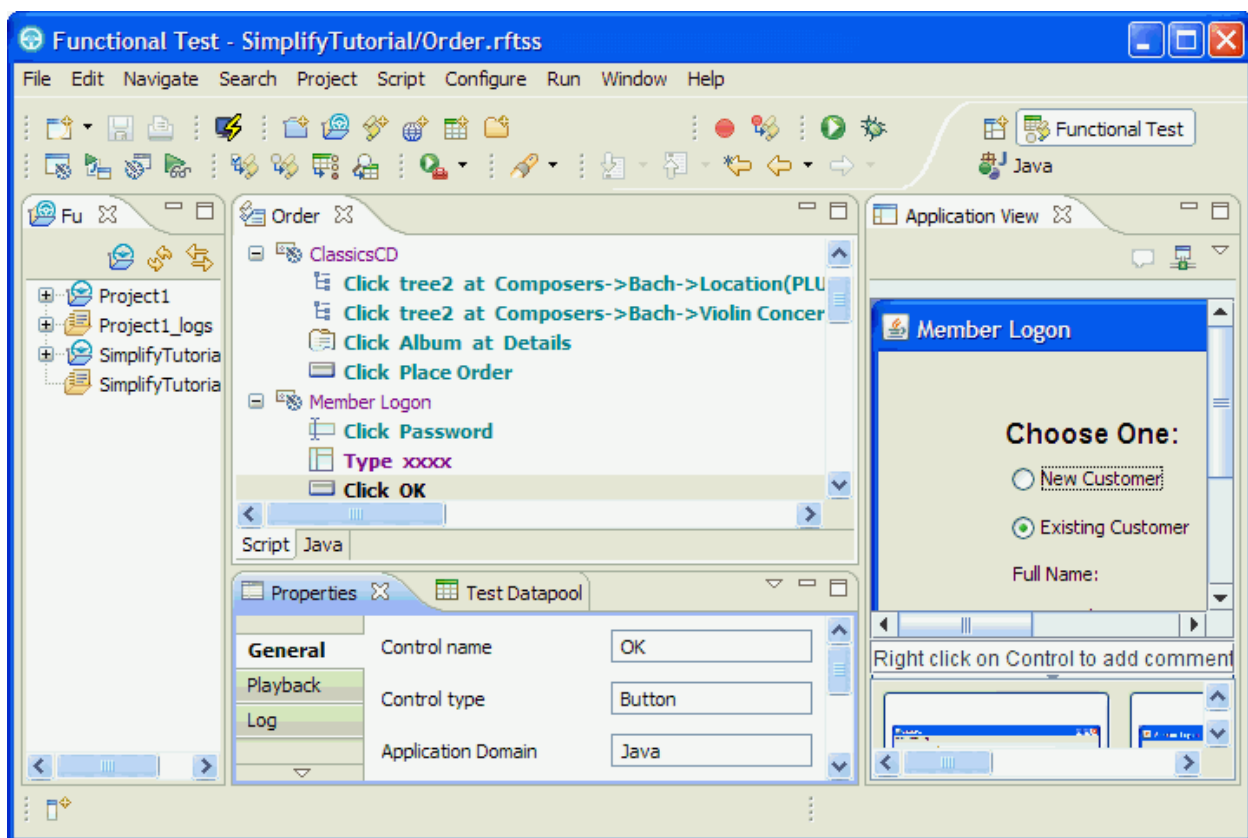 Functional Test - SimplifyTutorial/Order.rftss
File Edit Navigate Search Project Script Configure Run Window Help
Functional Test
Java
Fu
Project1
Project1_logs
SimplifyTutoria
SimplifyTutoria
Order
ClassicsCD
Click tree2 at Composers->Bach->Location(PLU
Click tree2 at Composers->Bach->Violin Concer
Click Album at Details
Click Place Order
Member Logon
Click Password
Type xxxx
Click OK
Script Java
Properties Test Datapool
General
Playback
Log
Control name OK
Control type Button
Application Domain Java
Application View
Member Logon
Choose One:
New Customer
Existing Customer
Full Name:
Right click on Control to add comment